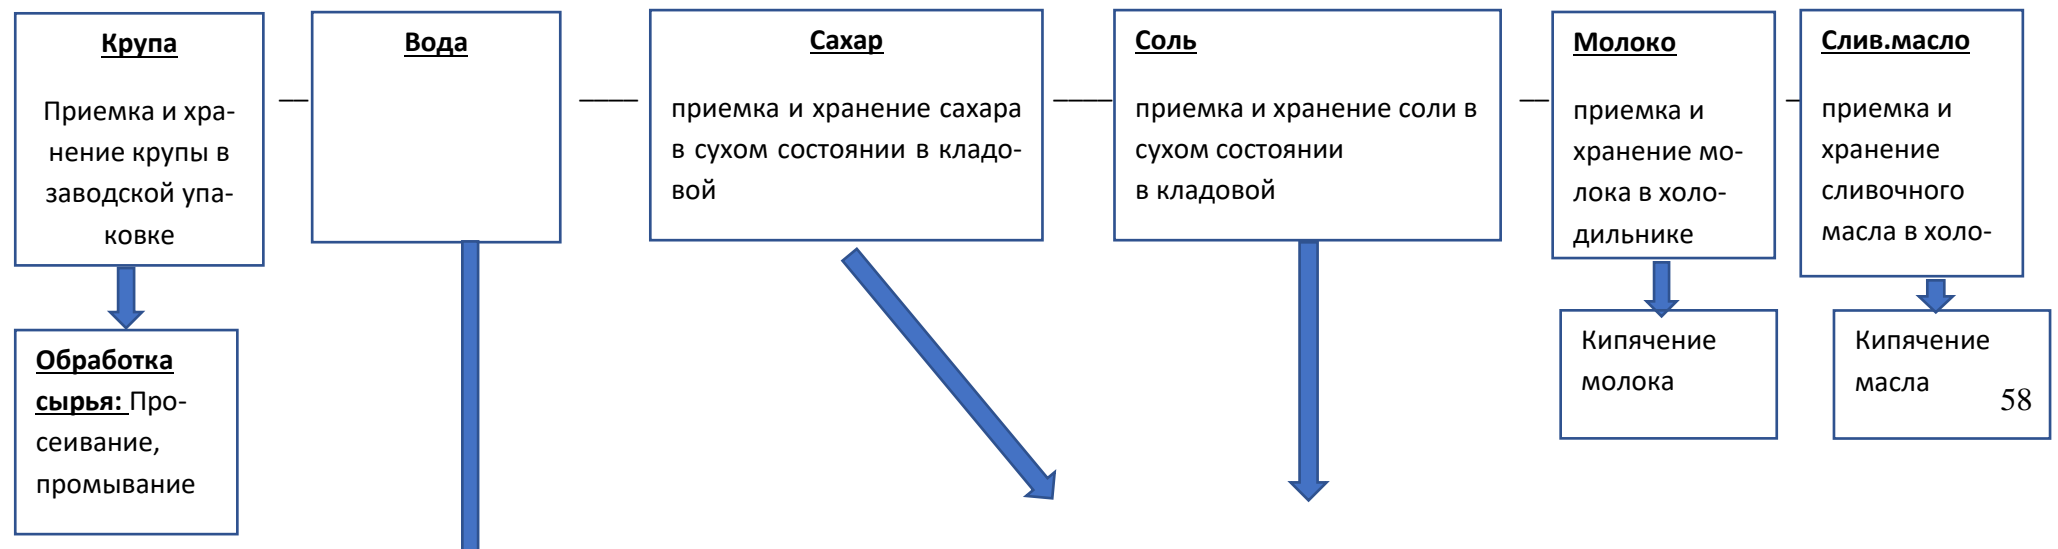 Крупа
Приемка и хра-
нение крупы в
заводской упа-
ковке
Вода
Сахар
приемка и хранение сахара
в сухом состоянии в кладо-
вой
Соль
приемка и хранение соли в
сухом состоянии
в кладовой
Молоко
приемка и
хранение мо-
лока в холо-
дильнике
Слив.масло
приемка и
хранение
сливочного
масла в холо-
Обработка
сырья: Про-
сеивание,
промывание
Кипячение
молока
Кипячение
масла
58